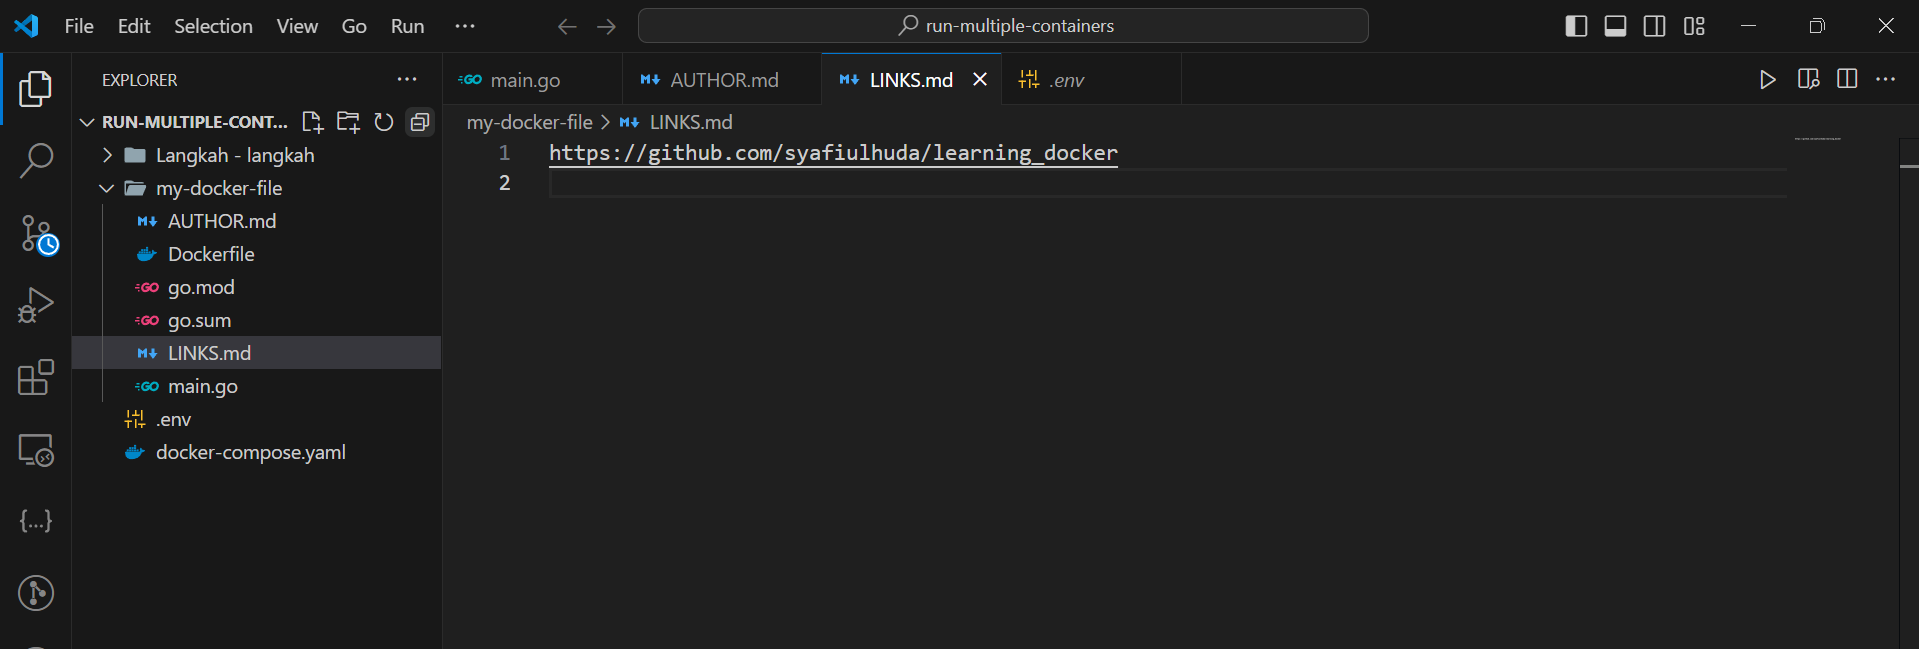 File Edit Selection View Go Run ···
run-multiple-containers
EXPLORER ···
RUN-MULTIPLE-CONT...
Langkah - langkah
my-docker-file
AUTHOR.md
Dockerfile
go.mod
go.sum
LINKS.md
main.go
.env
docker-compose.yaml
main.go AUTHOR.md LINKS.md .env
my-docker-file > LINKS.md
1 https://github.com/syafiulhuda/learning_docker
2